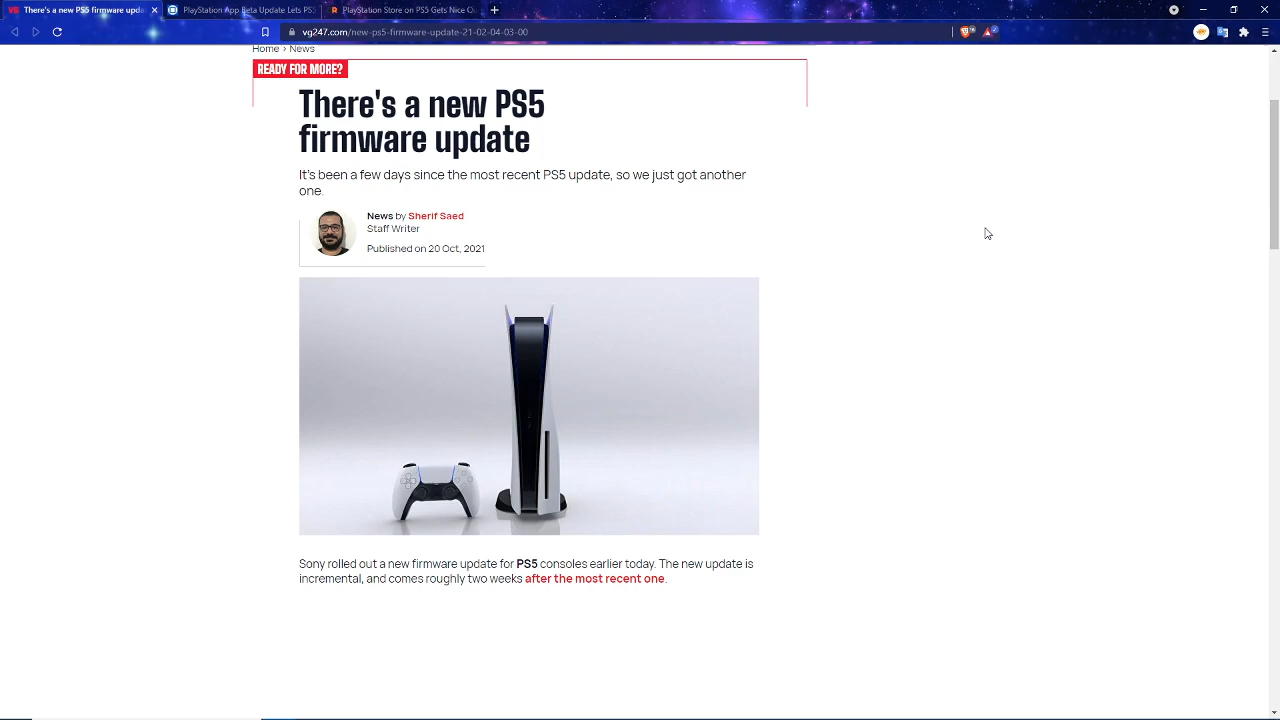 There's a new PS5 firmware upda
PlayStation App Beta Update Lets PS5
PlayStation Store on PS5 Gets Nice O
vg247.com/new-ps5-firmware-update-21-02-04-03-00
Home › News
READY FOR MORE?
There's a new PS5
firmware update
It's been a few days since the most recent PS5 update, so we just got another
one.
News by Sherif Saed
Staff Writer
Published on 20 Oct, 2021
Sony rolled out a new firmware update for PS5 consoles earlier today. The new update is
incremental, and comes roughly two weeks after the most recent one.